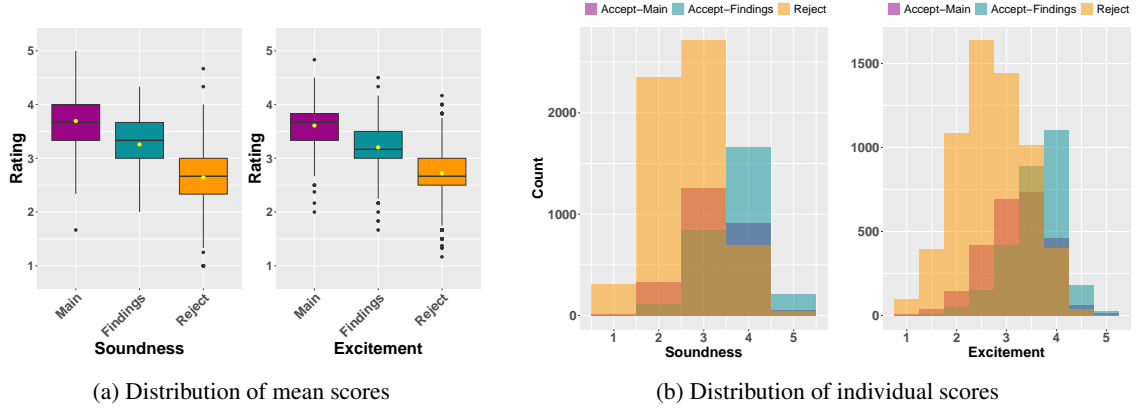 Rating
5
4
3
2
1
Main
Findings
Reject
Soundness
Rating
5
4
3
2
1
Main
Findings
Reject
Excitement
(a) Distribution of mean scores
Accept−Main Accept−Findings Reject
Count
2000
1000
0
1 2 3 4 5
Soundness
Accept−Main Accept−Findings Reject
1500
1000
500
0
1 2 3 4 5
Excitement
(b) Distribution of individual scores